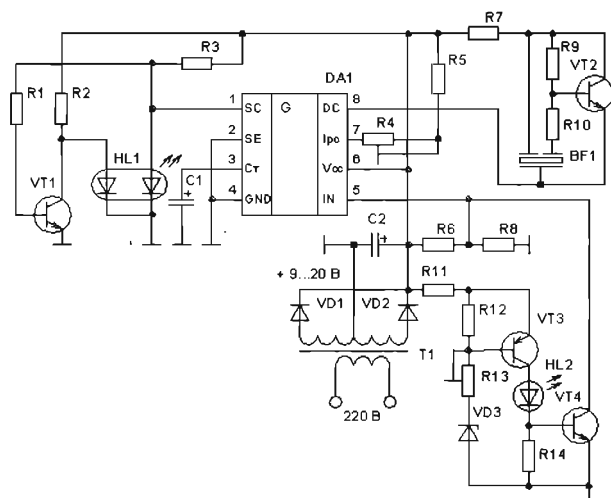 R7
R3
R9
VT2
R5
DA1
R1
R2
1
SC
G
DC
8
R10
2
SE
Ipo
7
R4
HL1
3
Cт
Vcc
6
BF1
VT1
C1
+
4
GND
IN
5
C2
+
R6
R8
+ 9...20 В
R11
VD1
VD2
R12
VT3
T1
R13
HL2
VT4
220 В
VD3
R14